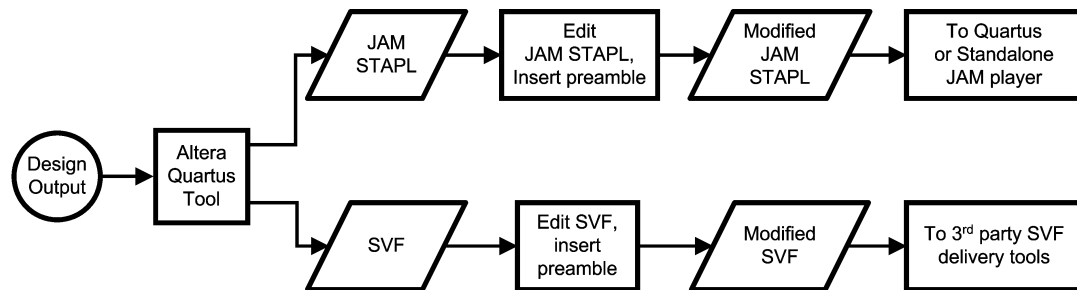 Design
Output
Altera
Quartus
Tool
JAM
STAPL
Edit
JAM STAPL,
Insert preamble
Modified
JAM
STAPL
To Quartus
or Standalone
JAM player
SVF
Edit SVF,
insert
preamble
Modified
SVF
To 3rd party SVF
delivery tools